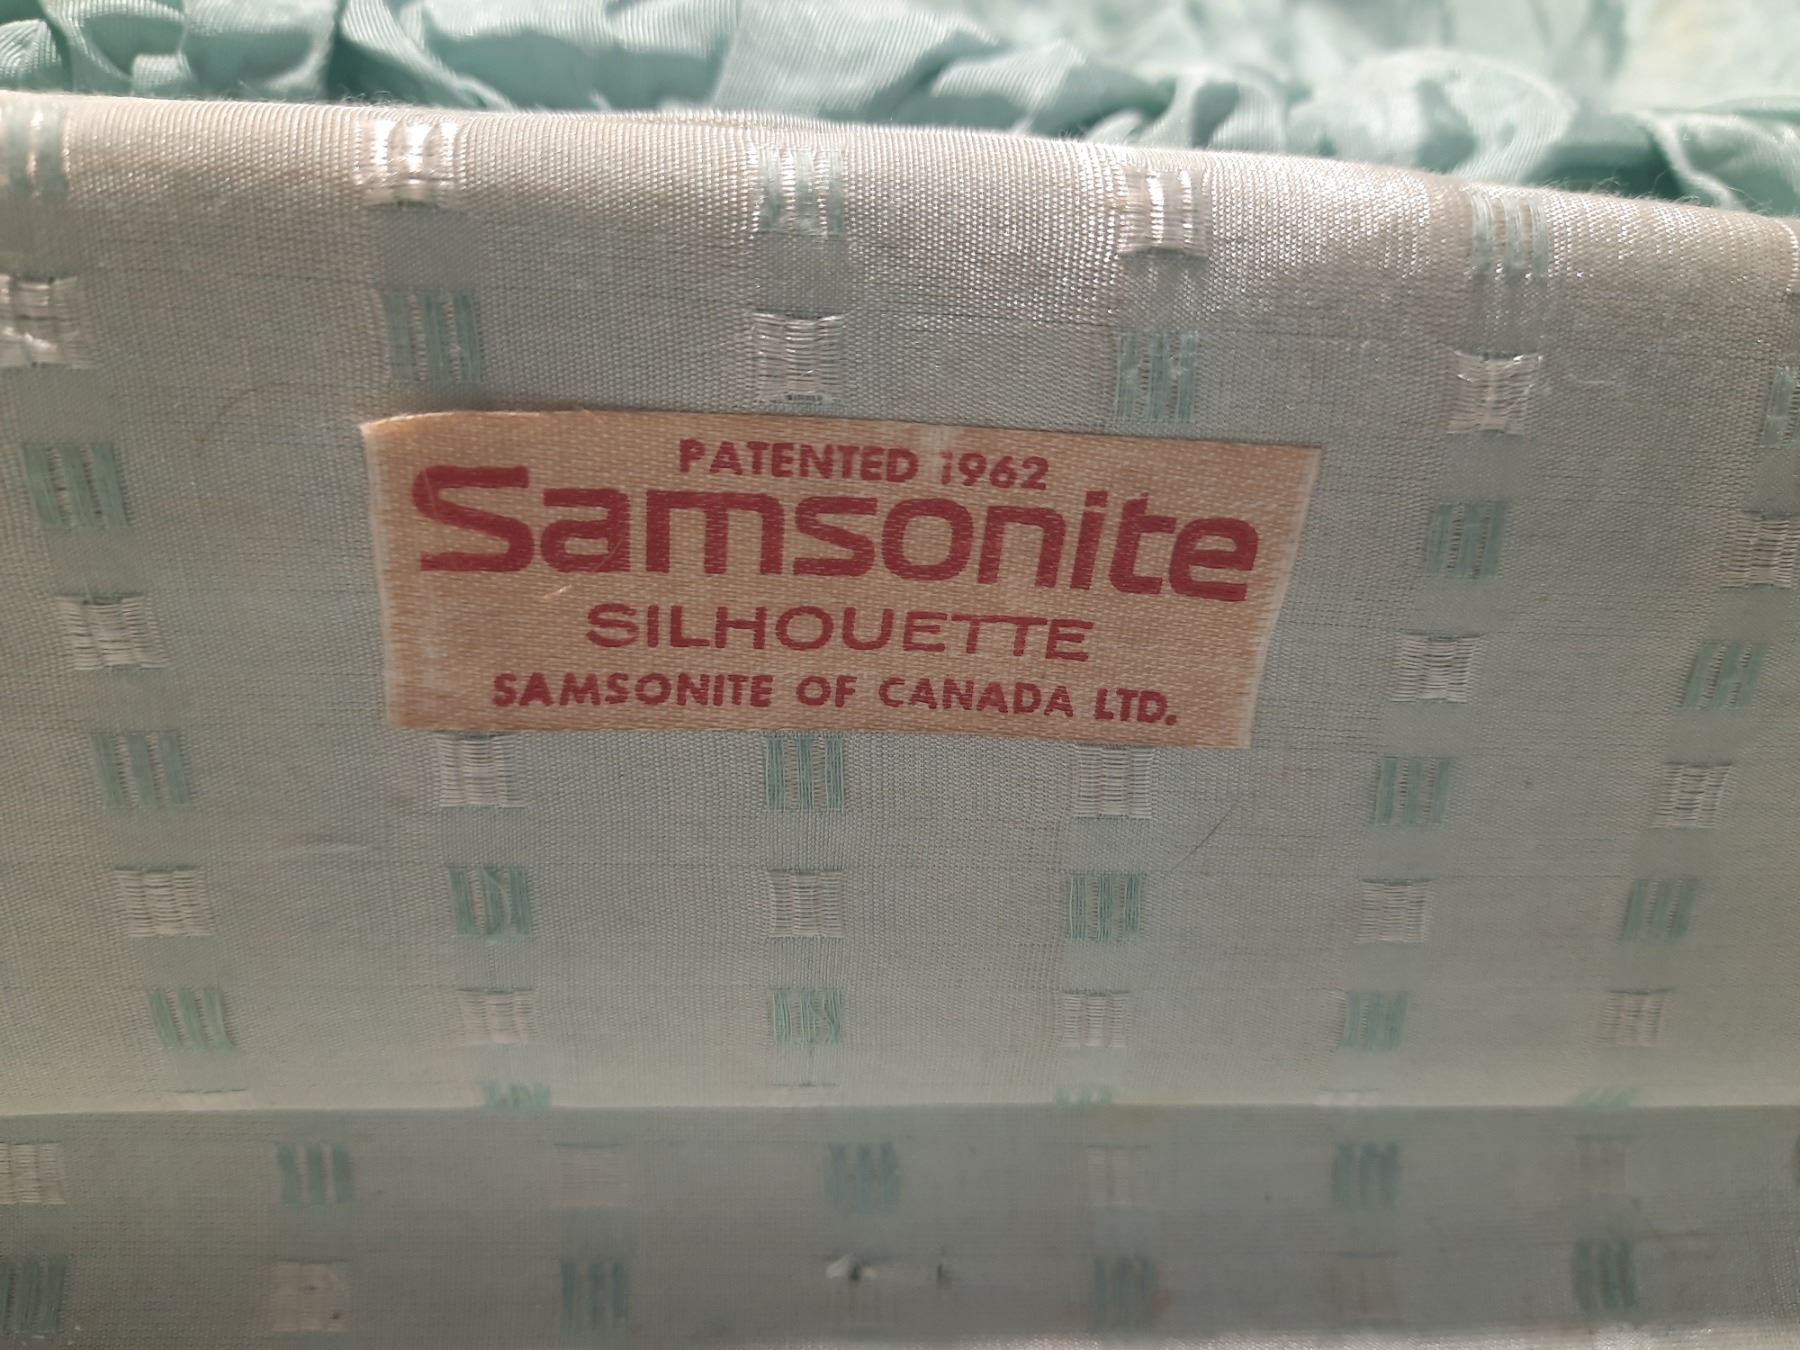 PATENTED 1962
Samsonite
SILHOUETTE
SAMSONITE OF CANADA LTD.